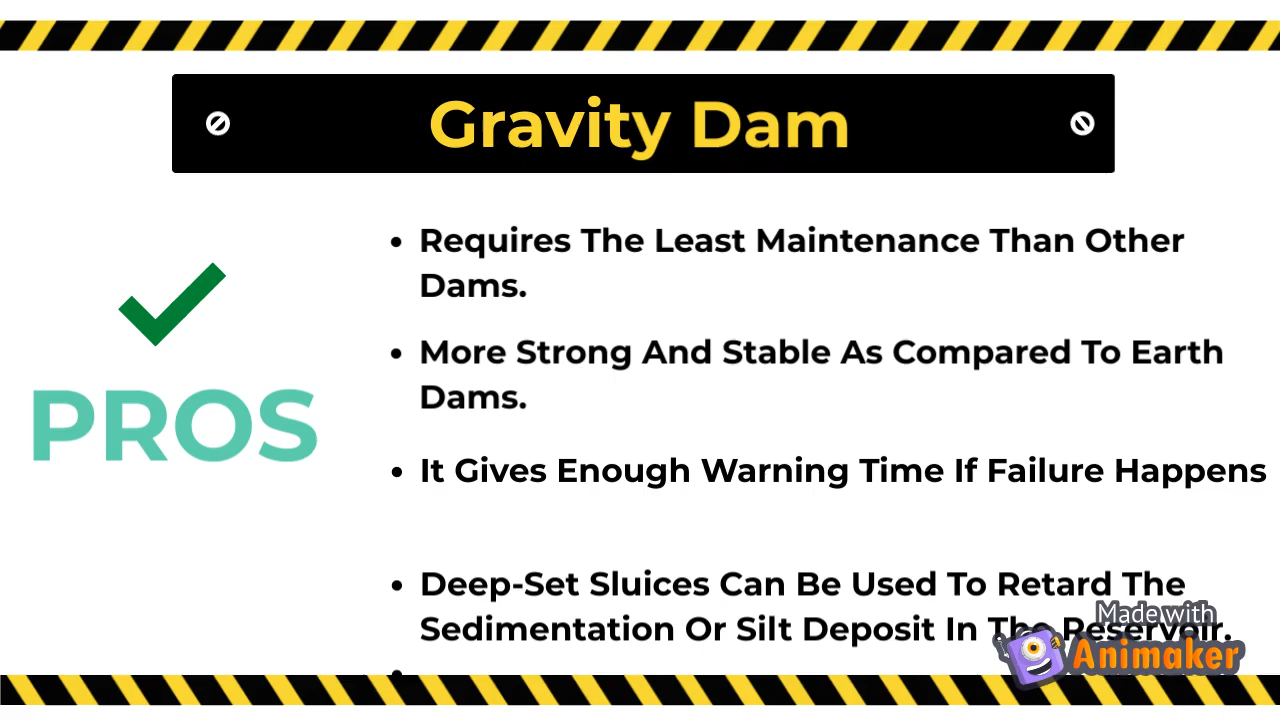 Gravity Dam
• Requires The Least Maintenance Than Other
Dams.
• More Strong And Stable As Compared To Earth
Dams.
PROS
• It Gives Enough Warning Time If Failure Happens
• Deep-Set Sluices Can Be Used To Retard The
Sedimentation Or Silt Deposit In The Reservoir.
Made with
Animaker